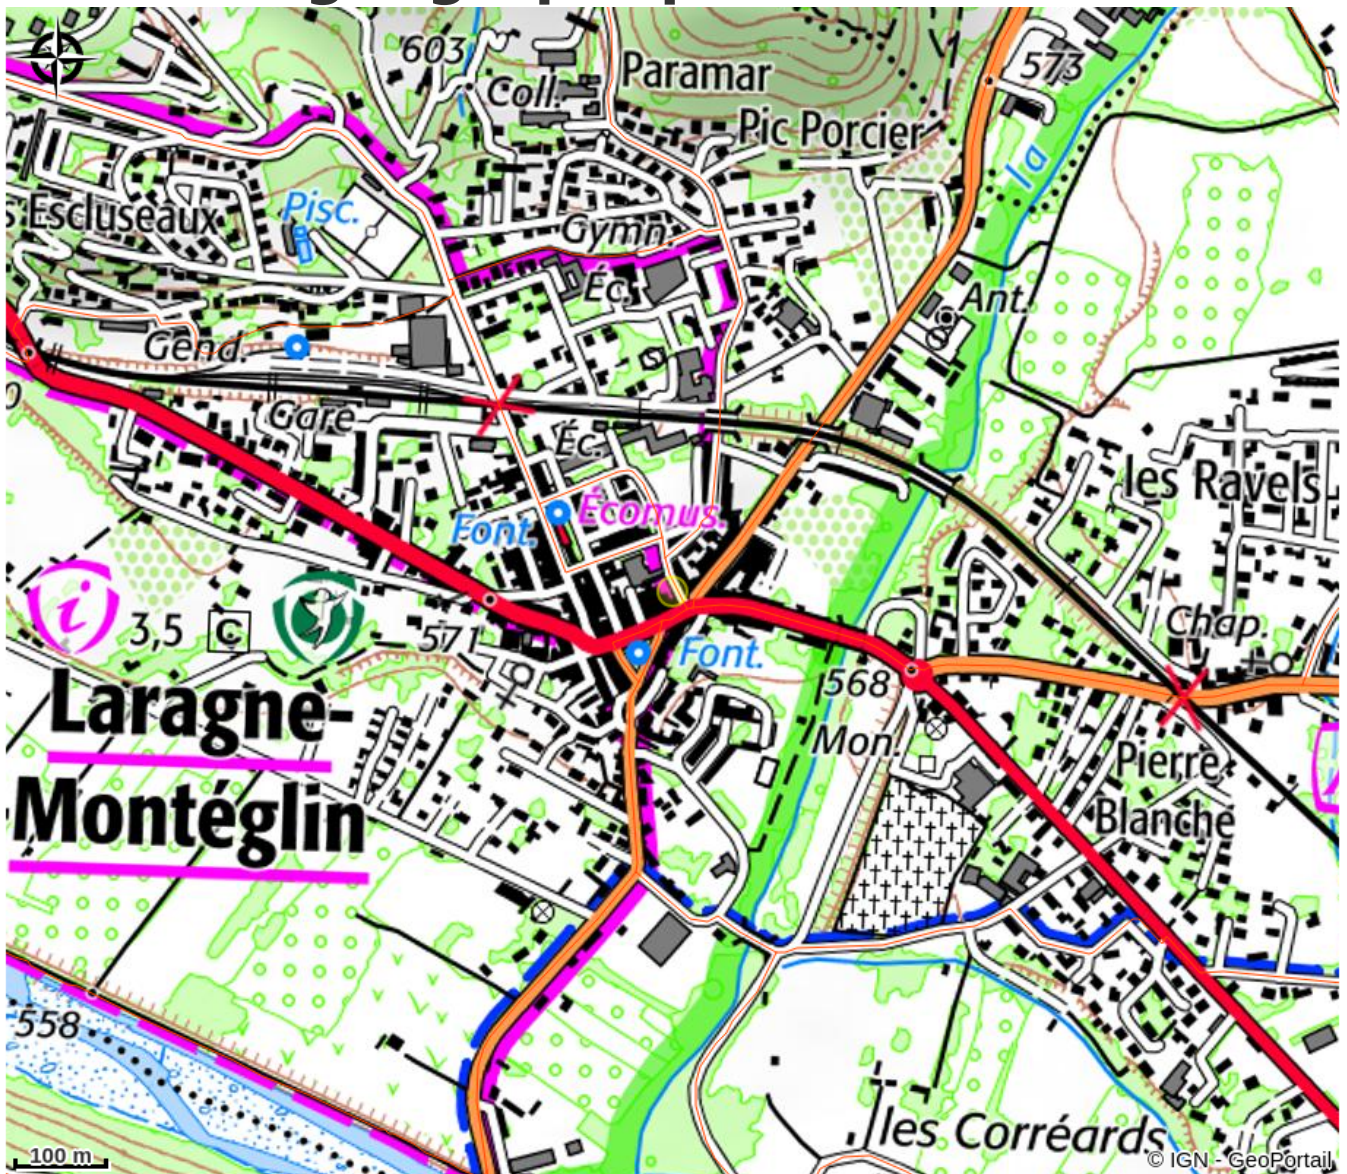 603
Coll.
Paramar
573
Pic Porcier
la
Escluseaux
Pisc.
Gymn.
Éc.
Ant.
Gend.
Gare
Éc.
les Ravels
Écomus.
Font.
i
3,5
C
571
Font.
Chap.
568
Laragne-
Mon.
Pierre
Montéglin
Blanche
558
les Corréards
100 m
© IGN - GeoPortail